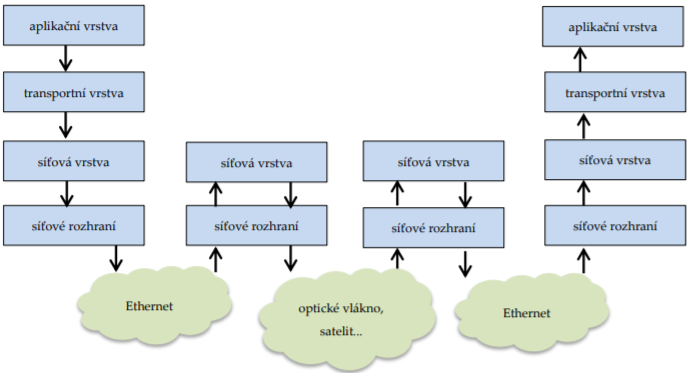 aplikační vrstva
aplikační vrstva
transportní vrstva
transportní vrstva
síťová vrstva
síťová vrstva
síťová vrstva
síťová vrstva
síťové rozhraní
síťové rozhraní
síťové rozhraní
síťové rozhraní
Ethernet
optické vlákno,
satelit...
Ethernet